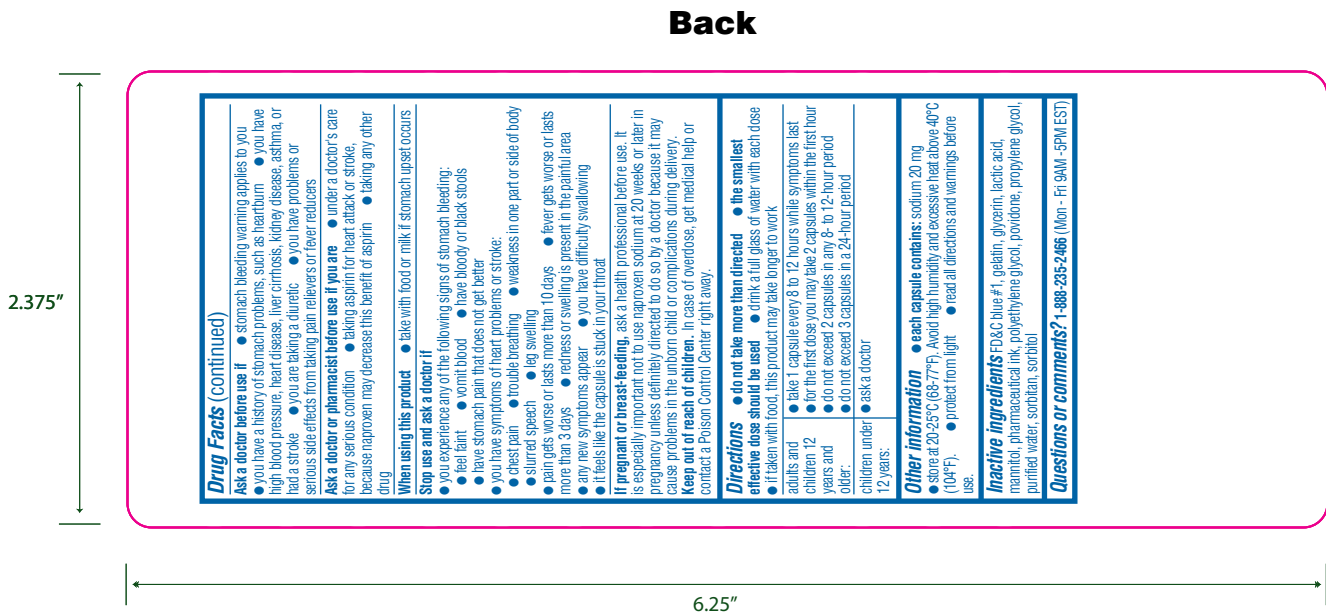 Back
2.375”
Drug Facts (continued)
Ask a doctor before use if ● stomach bleeding warning applies to you
● you have a history of stomach problems, such as heartburn ● you have
high blood pressure, heart disease, liver cirrhosis, kidney disease, asthma, or
had a stroke ● you are taking a diuretic ● you have problems or
serious side effects from taking pain relievers or fever reducers
Ask a doctor or pharmacist before use if you are ● under a doctor's care
for any serious condition ● taking aspirin for heart attack or stroke,
because naproxen may decrease this benefit of aspirin ● taking any other
drug
When using this product ● take with food or milk if stomach upset occurs
Stop use and ask a doctor if
● you experience any of the following signs of stomach bleeding:
● feel faint ● vomit blood ● have bloody or black stools
● have stomach pain that does not get better
● you have symptoms of heart problems or stroke:
● chest pain ● trouble breathing ● weakness in one part or side of body
● slurred speech ● leg swelling
● pain gets worse or lasts more than 10 days ● fever gets worse or lasts
more than 3 days ● redness or swelling is present in the painful area
● any new symptoms appear ● you have difficulty swallowing
● it feels like the capsule is stuck in your throat
If pregnant or breast-feeding, ask a health professional before use. It
is especially important not to use naproxen sodium at 20 weeks or later in
pregnancy unless definitely directed to do so by a doctor because it may
cause problems in the unborn child or complications during delivery.
Keep out of reach of children. In case of overdose, get medical help or
contact a Poison Control Center right away.
Directions ● do not take more than directed ● the smallest
effective dose should be used ● drink a full glass of water with each dose
● if taken with food, this product may take longer to work
adults and
children 12
years and
older:
● take 1 capsule every 8 to 12 hours while symptoms last
● for the first dose you may take 2 capsules within the first hour
● do not exceed 2 capsules in any 8- to 12-hour period
● do not exceed 3 capsules in a 24-hour period
children under
12 years:
● ask a doctor
Other information ● each capsule contains: sodium 20 mg
● store at 20-25°C (68-77°F). Avoid high humidity and excessive heat above 40°C
(104°F). ● protect from light ● read all directions and warnings before
use.
Inactive ingredients FD&C blue #1, gelatin, glycerin, lactic acid,
mannitol, pharmaceutical ink, polyethylene glycol, povidone, propylene glycol,
purified water, sorbitan, sorbitol
Questions or comments? 1-888-235-2466 (Mon - Fri 9AM -5PM EST)
6.25”